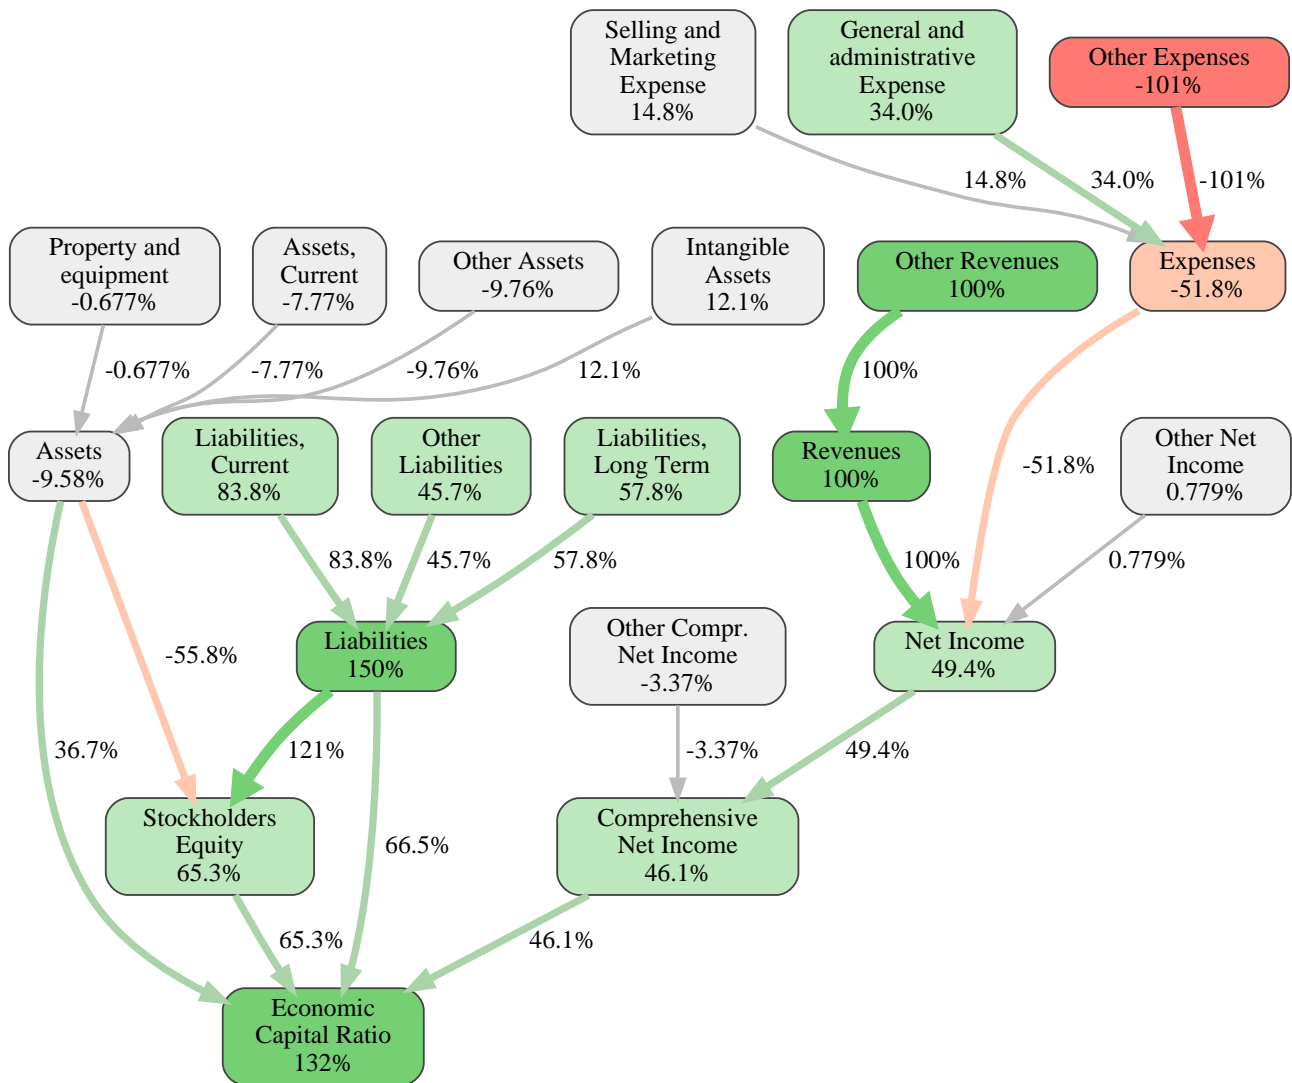 Selling and
Marketing
Expense
14.8%
General and
administrative
Expense
34.0%
Other Expenses
-101%
14.8%
34.0%
-101%
Property and
equipment
-0.677%
Assets,
Current
-7.77%
Other Assets
-9.76%
Intangible
Assets
12.1%
Other Revenues
100%
Expenses
-51.8%
-0.677%
-7.77%
-9.76%
12.1%
100%
Assets
-9.58%
Liabilities,
Current
83.8%
Other
Liabilities
45.7%
Liabilities,
Long Term
57.8%
Revenues
100%
-51.8%
Other Net
Income
0.779%
83.8%
45.7%
57.8%
100%
0.779%
Liabilities
150%
Other Compr.
Net Income
-3.37%
Net Income
49.4%
-55.8%
36.7%
121%
-3.37%
49.4%
Stockholders
Equity
65.3%
66.5%
Comprehensive
Net Income
46.1%
65.3%
46.1%
Economic
Capital Ratio
132%